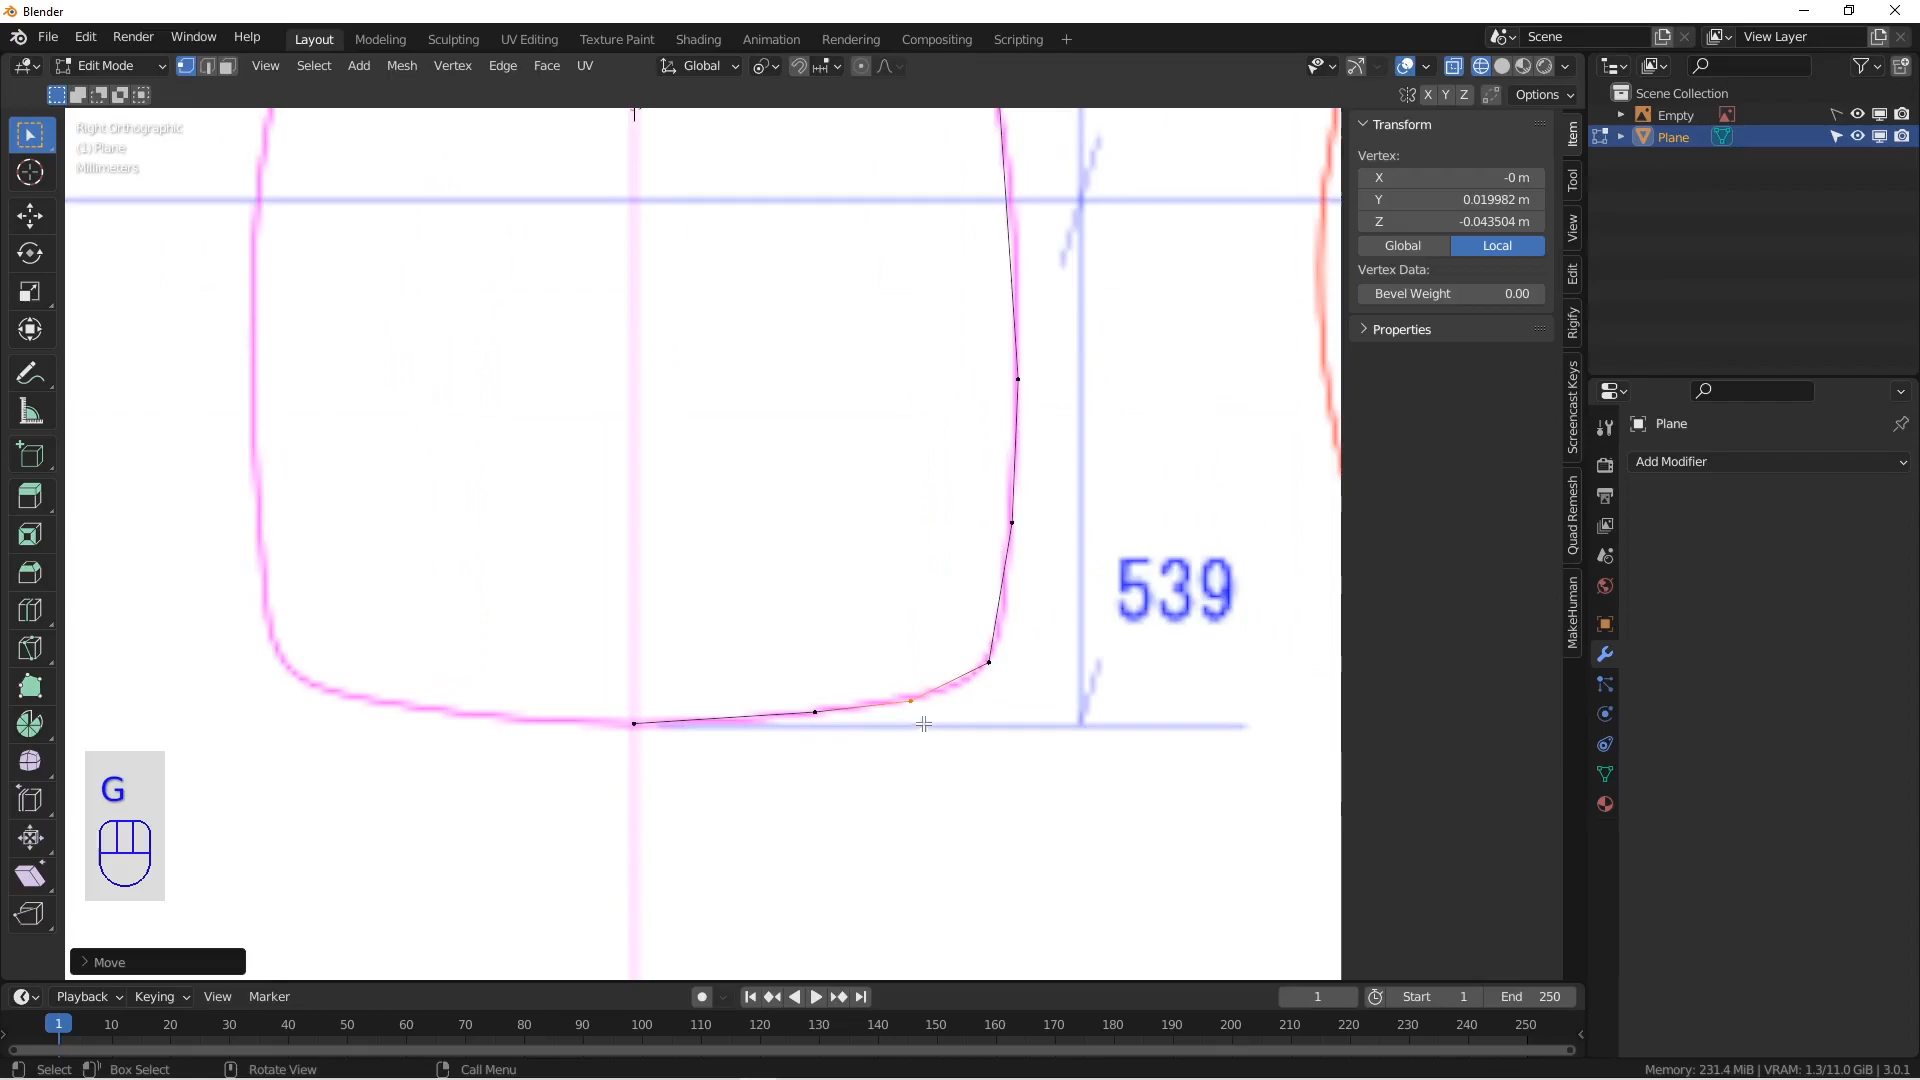 Blender
File Edit Render Window Help
Layout Modeling Sculpting UV Editing Texture Paint Shading Animation Rendering Compositing Scripting +
Scene
View Layer
Edit Mode
View Select Add Mesh Vertex Edge Face UV
Global
X Y Z
Options
Right Orthographic
(1) Plane
Millimeters
Transform
Vertex:
X -0 m
Y 0.019982 m
Z -0.043504 m
Global Local
Vertex Data:
Bevel Weight 0.00
Properties
Item
Tool
View
Edit
Rigify
Screencast Keys
Quad Remesh
MakeHuman
Scene Collection
Empty
Plane
Plane
Add Modifier
539
G
Move
Playback Keying View Marker
1
Start 1
End 250
1 10 20 30 40 50 60 70 80 90 100 110 120 130 140 150 160 170 180 190 200 210 220 230 240 250
Select
Box Select
Rotate View
Call Menu
Memory: 231.4 MiB | VRAM: 1.3/11.0 GiB | 3.0.1